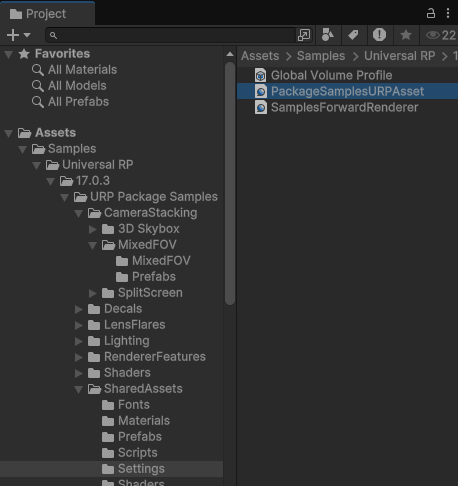 Project
22
Favorites
All Materials
All Models
All Prefabs
Assets
Samples
Universal RP
17.0.3
URP Package Samples
CameraStacking
3D Skybox
MixedFOV
MixedFOV
Prefabs
SplitScreen
Decals
LensFlares
Lighting
RendererFeatures
Shaders
SharedAssets
Fonts
Materials
Prefabs
Scripts
Settings
Shaders
Assets > Samples > Universal RP > 1
Global Volume Profile
PackageSamplesURPAsset
SamplesForwardRenderer